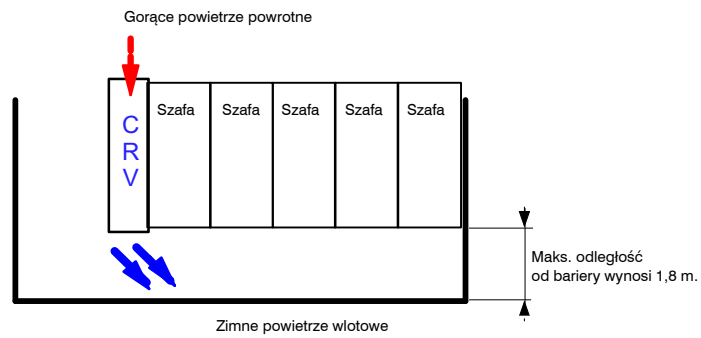 Gorące powietrze powrotne
C
R
V
Szafa
Szafa
Szafa
Szafa
Szafa
Maks. odległość
od bariery wynosi 1,8 m.
Zimne powietrze wlotowe